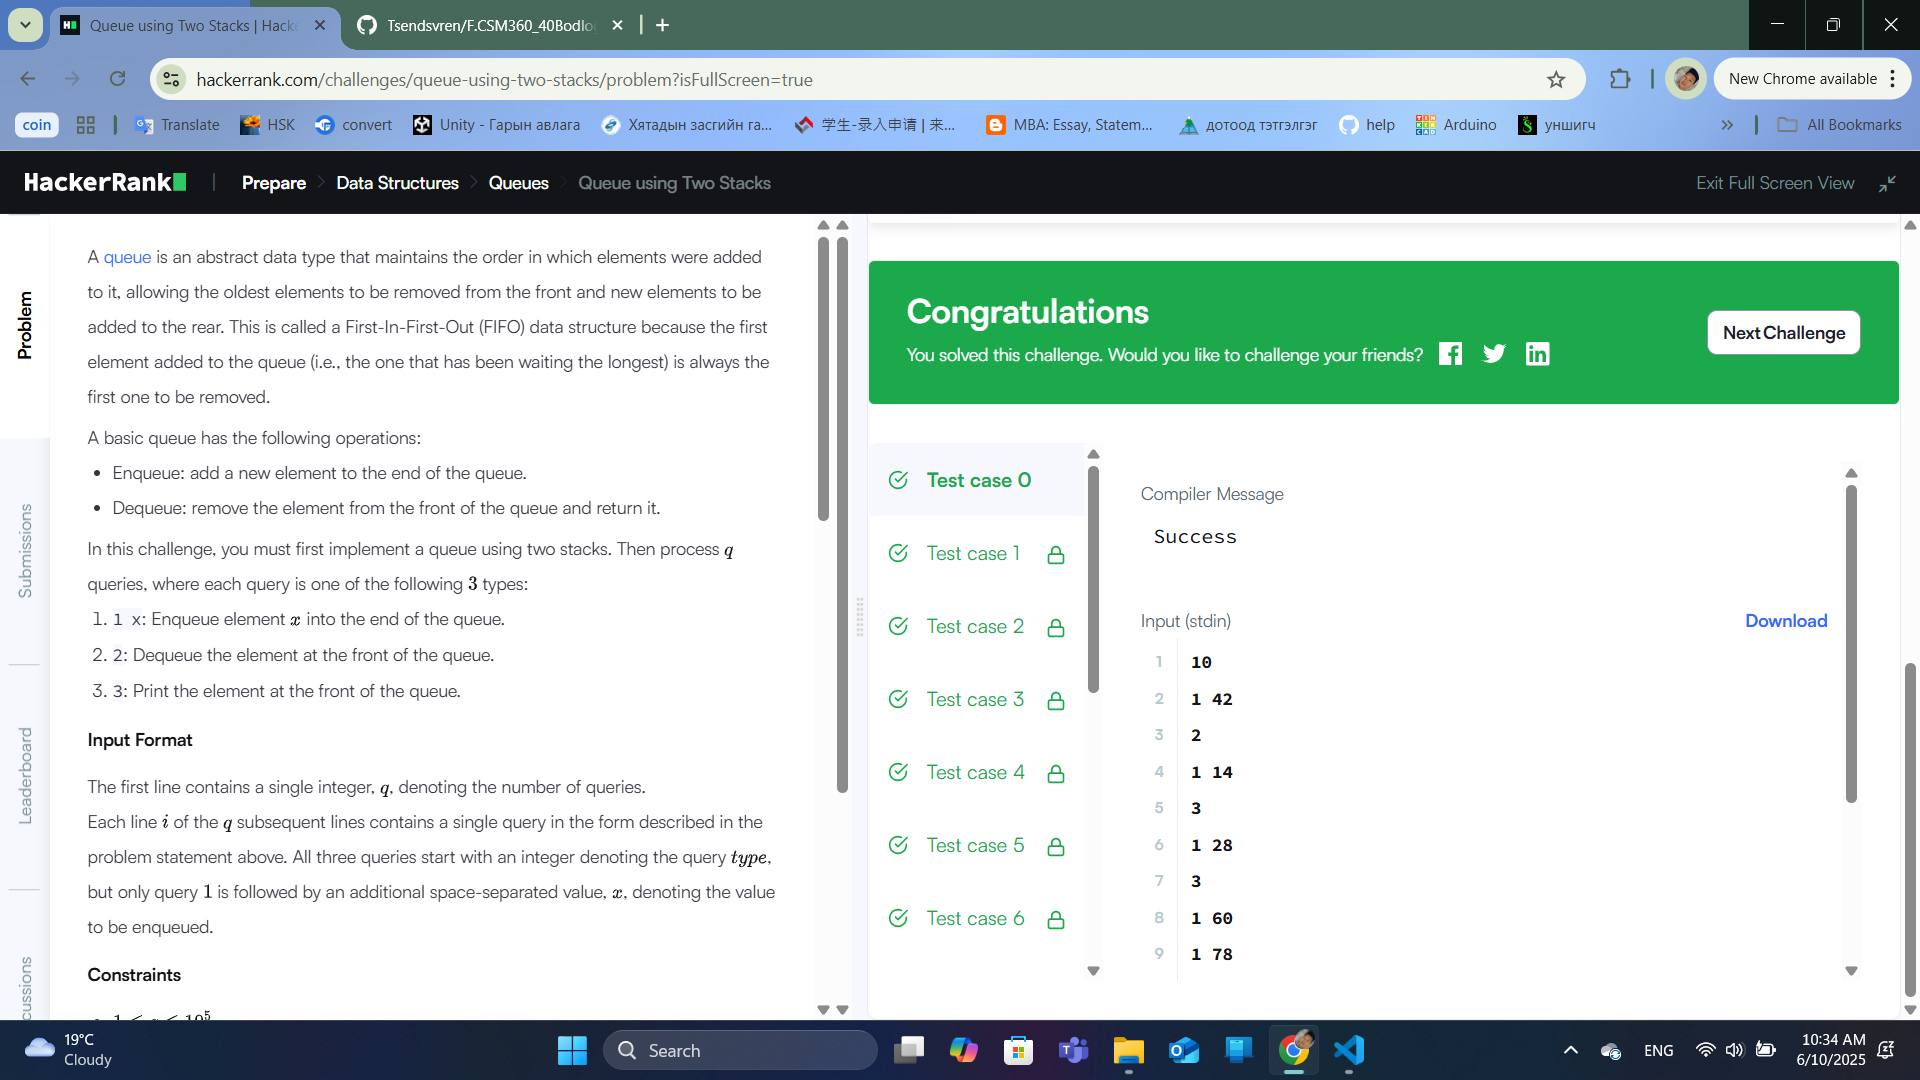 Queue using Two Stacks | Hack
Tsendsvren/F.CSM360_40Bodlo
hackerrank.com/challenges/queue-using-two-stacks/problem?isFullScreen=true
New Chrome available
coin
Translate
HSK
convert
Unity - Гарын авлага
Хятадын засгийн га...
学生-录入申请 | 来...
MBA: Essay, Statem...
дотоод тэтгэлгэг
help
Arduino
уншигч
All Bookmarks
HackerRank
Prepare
Data Structures
Queues
Queue using Two Stacks
Exit Full Screen View
Problem
Submissions
Leaderboard
cussions
A queue is an abstract data type that maintains the order in which elements were added
to it, allowing the oldest elements to be removed from the front and new elements to be
added to the rear. This is called a First-In-First-Out (FIFO) data structure because the first
element added to the queue (i.e., the one that has been waiting the longest) is always the
first one to be removed.
A basic queue has the following operations:
• Enqueue: add a new element to the end of the queue.
• Dequeue: remove the element from the front of the queue and return it.
In this challenge, you must first implement a queue using two stacks. Then process q
queries, where each query is one of the following 3 types:
1. 1 x: Enqueue element x into the end of the queue.
2. 2: Dequeue the element at the front of the queue.
3. 3: Print the element at the front of the queue.
Input Format
The first line contains a single integer, q, denoting the number of queries.
Each line i of the q subsequent lines contains a single query in the form described in the
problem statement above. All three queries start with an integer denoting the query type,
but only query 1 is followed by an additional space-separated value, x, denoting the value
to be enqueued.
Constraints
Congratulations
You solved this challenge. Would you like to challenge your friends?
Next Challenge
Test case 0
Test case 1
Test case 2
Test case 3
Test case 4
Test case 5
Test case 6
Compiler Message
Success
Input (stdin)
Download
1 10
2 1 42
3 2
4 1 14
5 3
6 1 28
7 3
8 1 60
9 1 78
19°C
Cloudy
Search
ENG
10:34 AM
6/10/2025